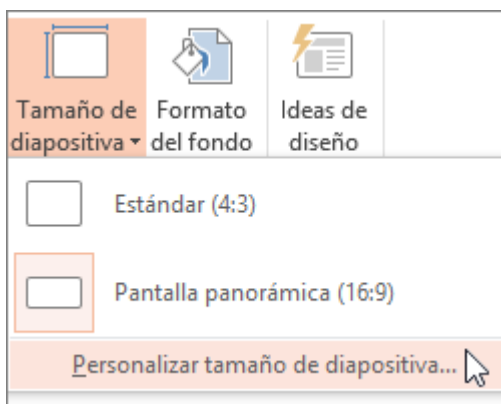 Tamaño de
diapositiva
Formato
del fondo
Ideas de
diseño
Estándar (4:3)
Pantalla panorámica (16:9)
Personalizar tamaño de diapositiva...